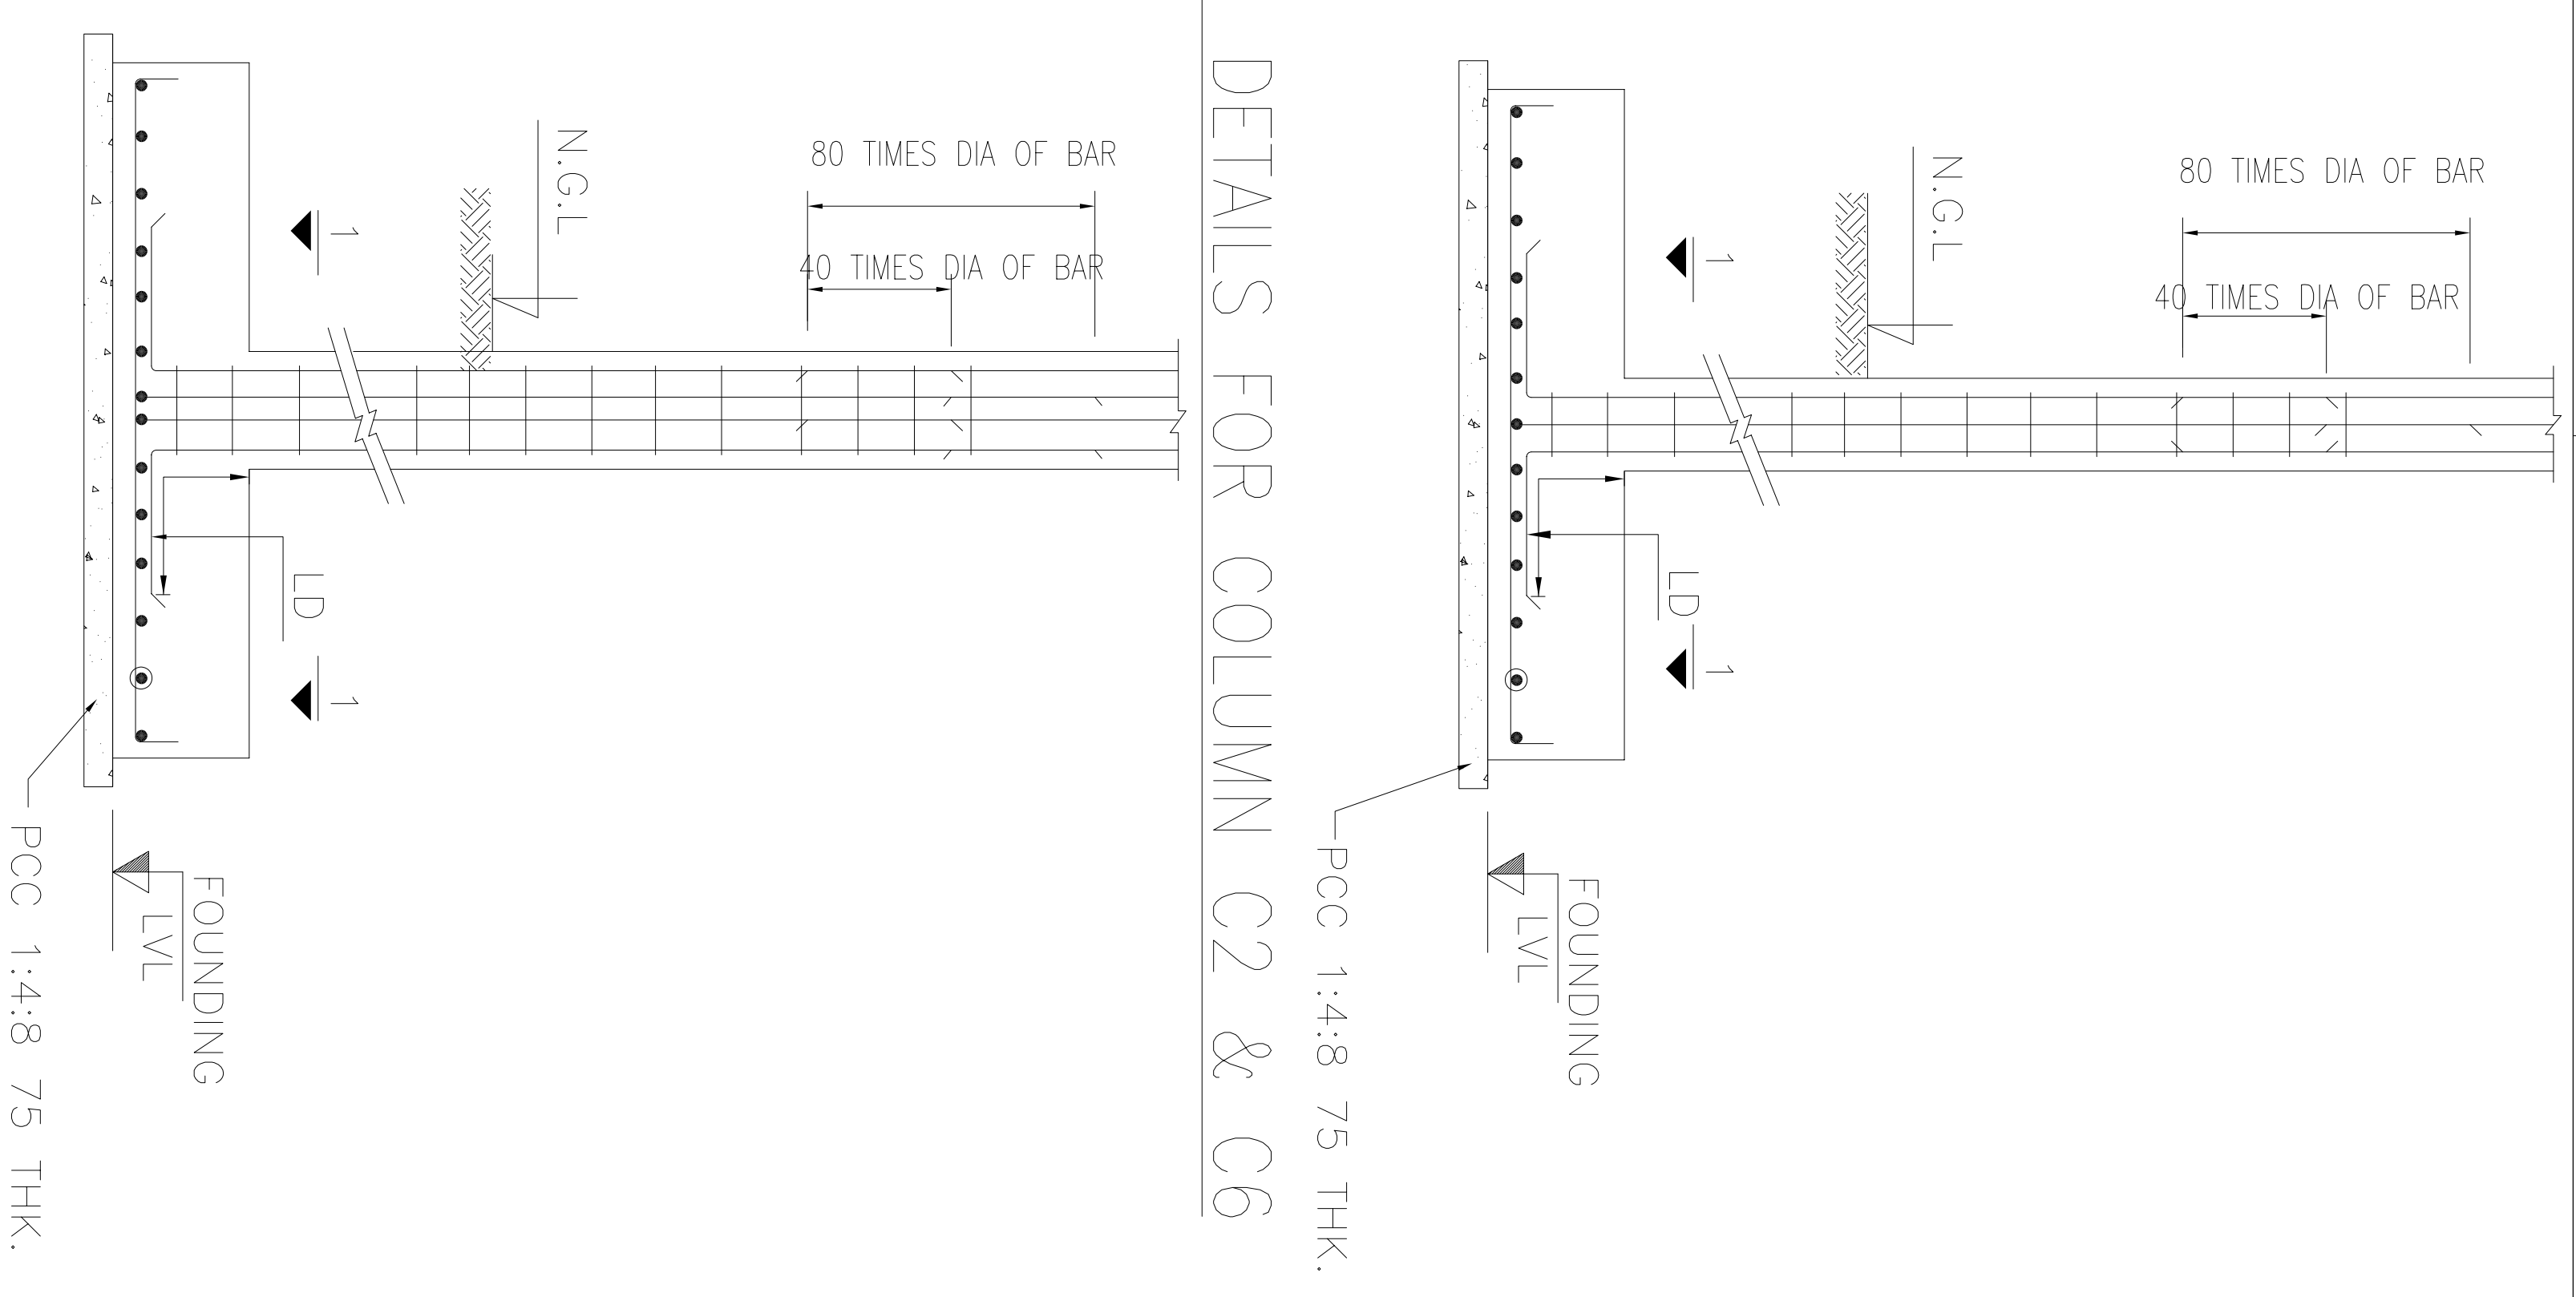 80 TIMES DIA OF BAR
40 TIMES DIA OF BAR
N.G.L
1
LD
1
FOUNDING
LVL
PCC 1:4:8 75 THK.
DETAILS FOR COLUMN C2 & C6
80 TIMES DIA OF BAR
40 TIMES DIA OF BAR
N.G.L
1
LD
1
FOUNDING
LVL
PCC 1:4:8 75 THK.